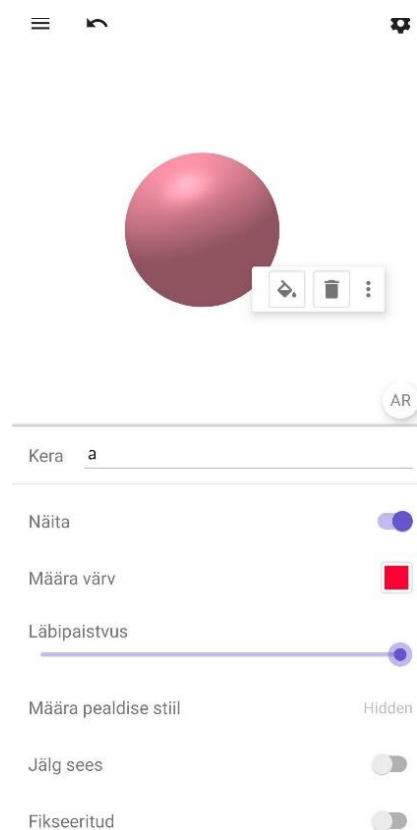 AR
Kera a
Näita
Määra värv
Läbipaistvus
Määra pealdise stiil Hidden
Jälg sees
Fikseeritud